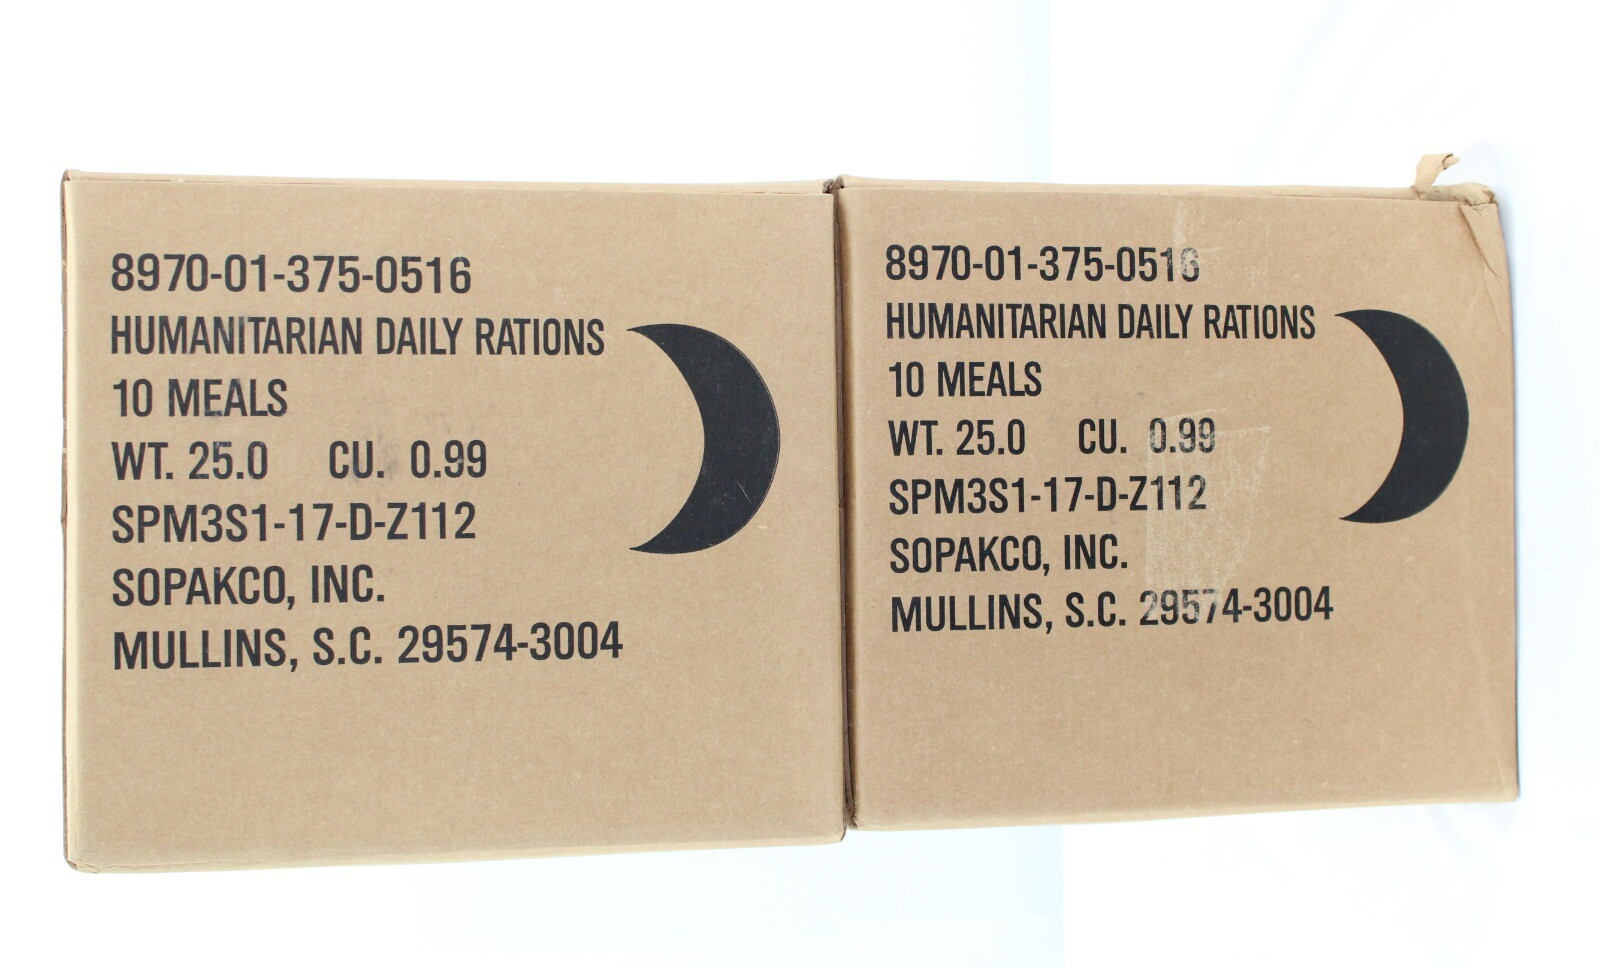 8970-01-375-0516
HUMANITARIAN DAILY RATIONS
10 MEALS
WT. 25.0 CU. 0.99
SPM3S1-17-D-Z112
SOPAKCO, INC.
MULLINS, S.C. 29574-3004
8970-01-375-0516
HUMANITARIAN DAILY RATIONS
10 MEALS
WT. 25.0 CU. 0.99
SPM3S1-17-D-Z112
SOPAKCO, INC.
MULLINS, S.C. 29574-3004